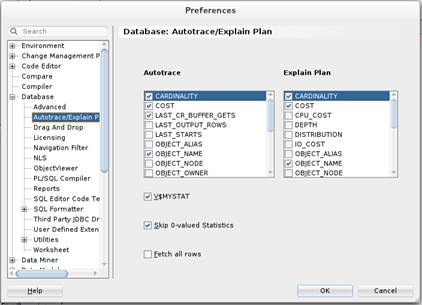 Preferences
Search
Database: Autotrace/Explain Plan
Environment
Change Management P
Code Editor
Compare
Compiler
Database
Advanced
Autotrace/Explain P
Drag And Drop
Licensing
Navigation Filter
NLS
ObjectViewer
PL/SQL Compiler
Reports
SQL Editor Code Te
SQL Formatter
Third Party JDBC Dr
User Defined Exten
Utilities
Worksheet
Data Miner
Autotrace
CARDINALITY
COST
LAST_CR_BUFFER_GETS
LAST_OUTPUT_ROWS
LAST_STARTS
OBJECT_ALIAS
OBJECT_NAME
OBJECT_NODE
OBJECT_OWNER
Explain Plan
CARDINALITY
COST
CPU_COST
DEPTH
DISTRIBUTION
IO_COST
OBJECT_ALIAS
OBJECT_NAME
OBJECT_NODE
V$MYSTAT
Skip 0-valued Statistics
Fetch all rows
Help
OK
Cancel